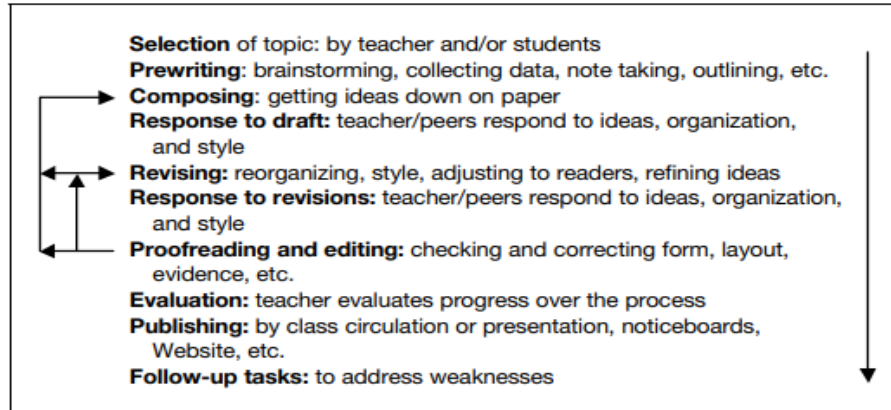 Selection of topic: by teacher and/or students
Prewriting: brainstorming, collecting data, note taking, outlining, etc.
Composing: getting ideas down on paper
Response to draft: teacher/peers respond to ideas, organization,
and style
Revising: reorganizing, style, adjusting to readers, refining ideas
Response to revisions: teacher/peers respond to ideas, organization,
and style
Proofreading and editing: checking and correcting form, layout,
evidence, etc.
Evaluation: teacher evaluates progress over the process
Publishing: by class circulation or presentation, noticeboards,
Website, etc.
Follow-up tasks: to address weaknesses